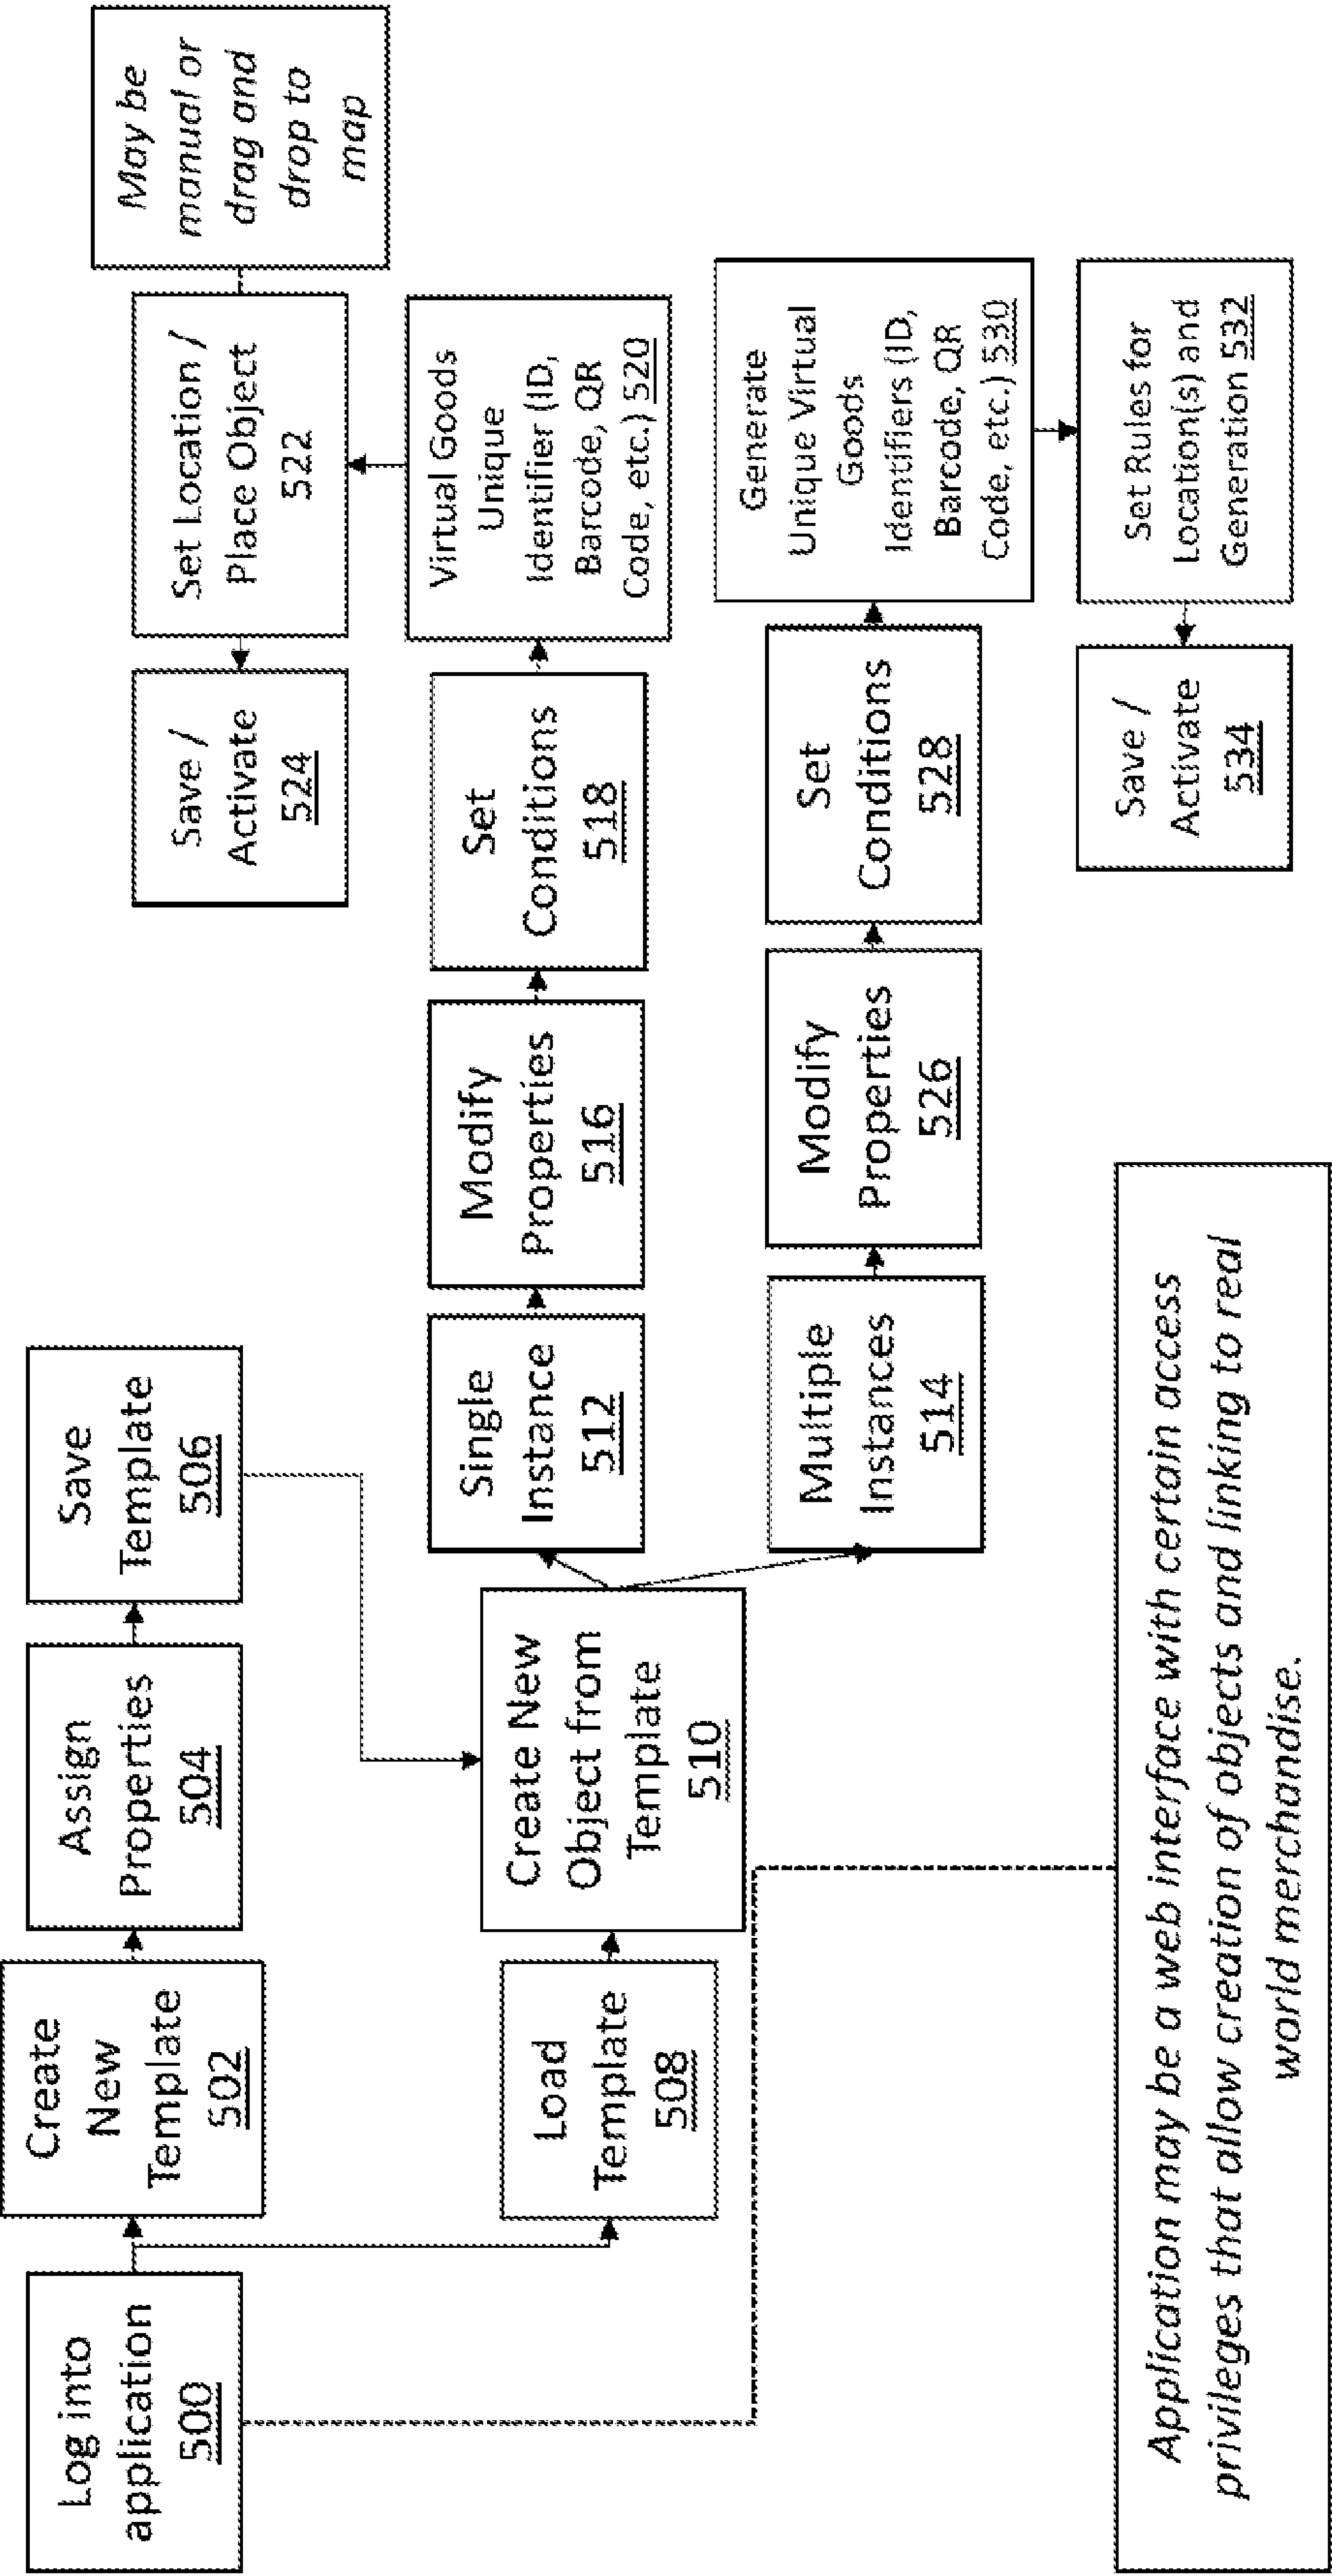 Log into
application
500
Create
New
Template
502
Assign
Properties
504
Save
Template
506
Load
Template
508
Create New
Object from
Template
510
Single
Instance
512
Modify
Properties
516
Set
Conditions
518
Virtual Goods
Unique
Identifier (ID,
Barcode, QR
Code, etc.) 520
Set Location /
Place Object
522
May be
manual or
drag and
drop to
map
Save /
Activate
524
Multiple
Instances
514
Modify
Properties
526
Set
Conditions
528
Generate
Unique Virtual
Goods
Identifiers (ID,
Barcode, QR
Code, etc.) 530
Set Rules for
Location(s) and
Generation 532
Save /
Activate
534
Application may be a web interface with certain access
privileges that allow creation of objects and linking to real
world merchandise.